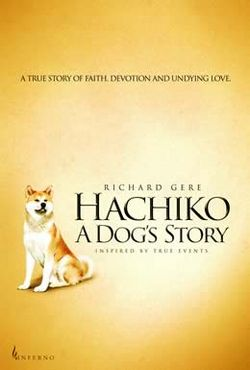 A TRUE STORY OF FAITH, DEVOTION AND UNDYING LOVE.
RICHARD GERE
HACHIKO
A DOG'S STORY
INSPIRED BY TRUE EVENTS
INFERNO